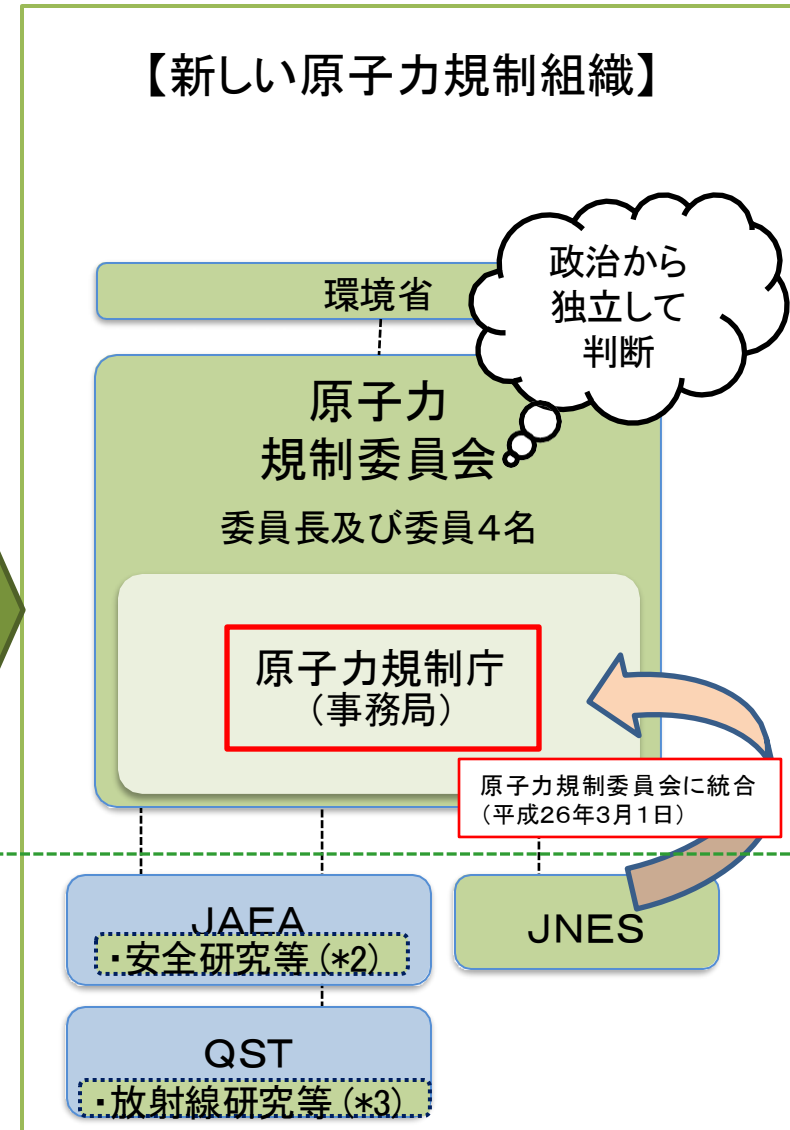 【新しい原子力規制組織】
政治から
独立して
判断
環境省
原子力
規制委員会
委員長及び委員４名
原子力規制庁
（事務局）
原子力規制委員会に統合
（平成２６年３月１日）
ＪＡＥＡ
・安全研究等(*2)
ＪＮＥＳ
ＱＳＴ
・放射線研究等(*3)